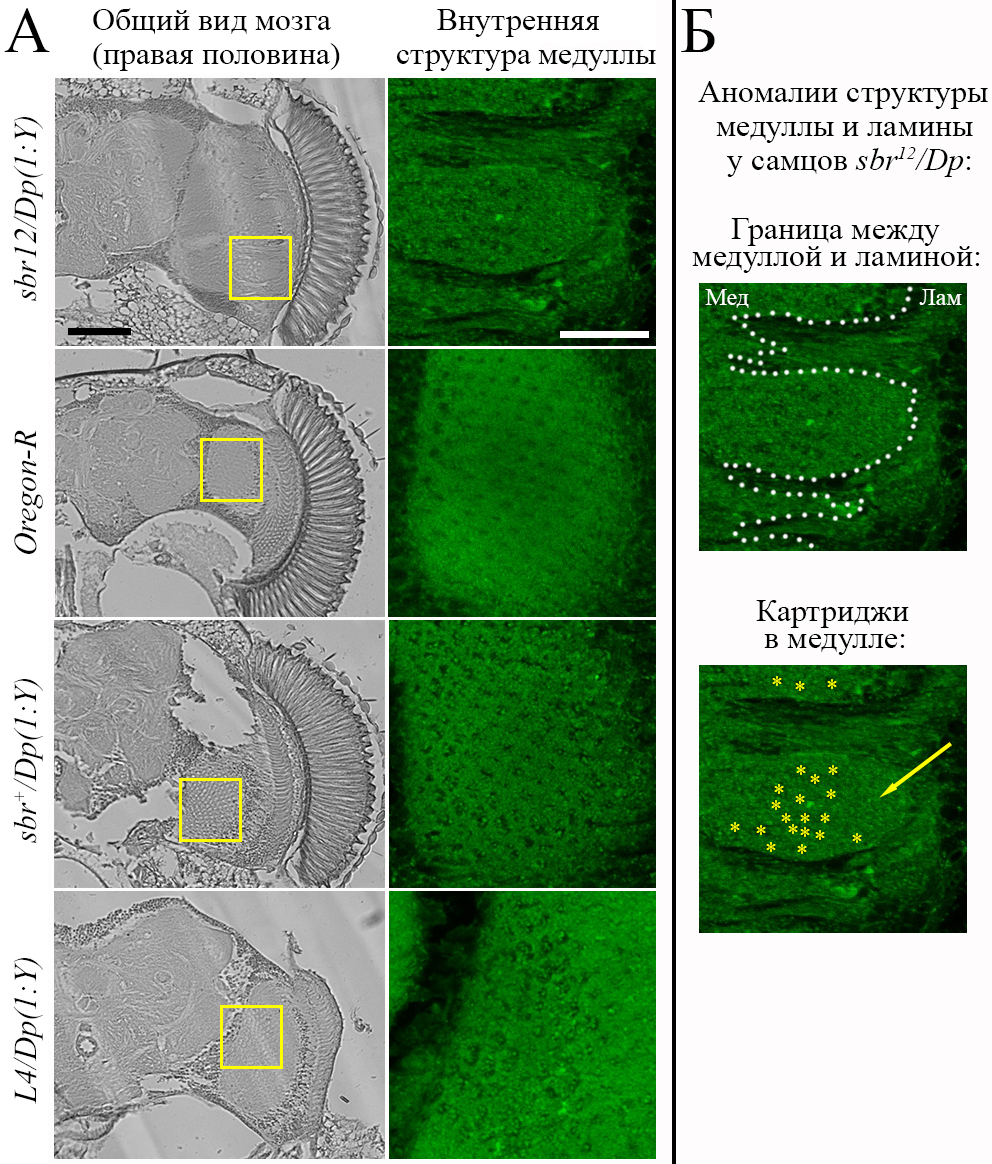 А
Общий вид мозга
(правая половина)
Внутренняя
структура медуллы
sbr12/Dp(1:Y)
Oregon-R
sbr⁺/Dp(1:Y)
L4/Dp(1:Y)
Б
Аномалии структуры
медуллы и ламины
у самцов sbr¹²/Dp:
Граница между
медуллой и ламиной:
Мед
Лам
Картриджи
в медулле: